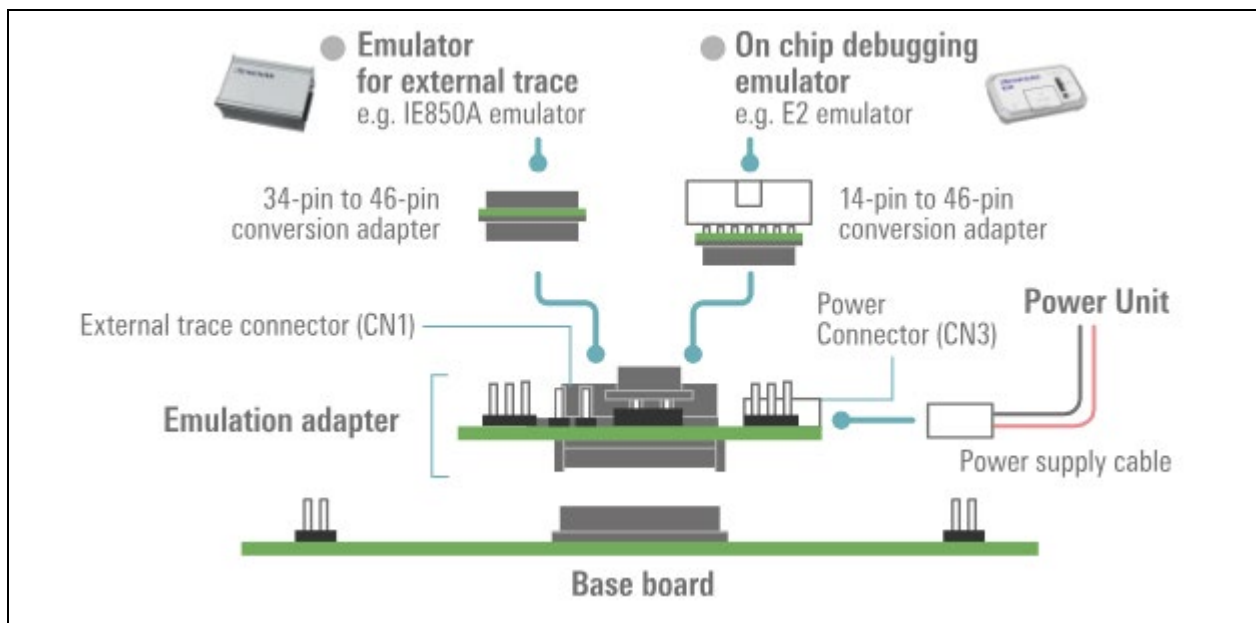 Emulator
for external trace
e.g. IE850A emulator
On chip debugging
emulator
e.g. E2 emulator
34-pin to 46-pin
conversion adapter
14-pin to 46-pin
conversion adapter
External trace connector (CN1)
Power
Connector (CN3)
Power Unit
Emulation adapter
Power supply cable
Base board